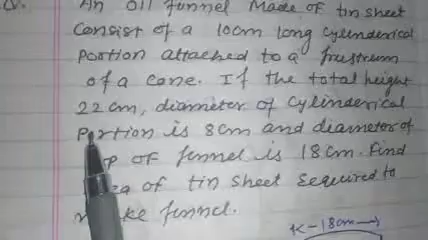 Q. An oil funnel Made of tin sheet
Consist of a 10cm long cylinderical
Portion attached to a frustrum
of a cone. If the total height
22 cm, diameter of cylinderical
Portion is 8cm and diameter of
of funnel is 18cm. Find
of tin sheet required to
funnel.
K-18cm→